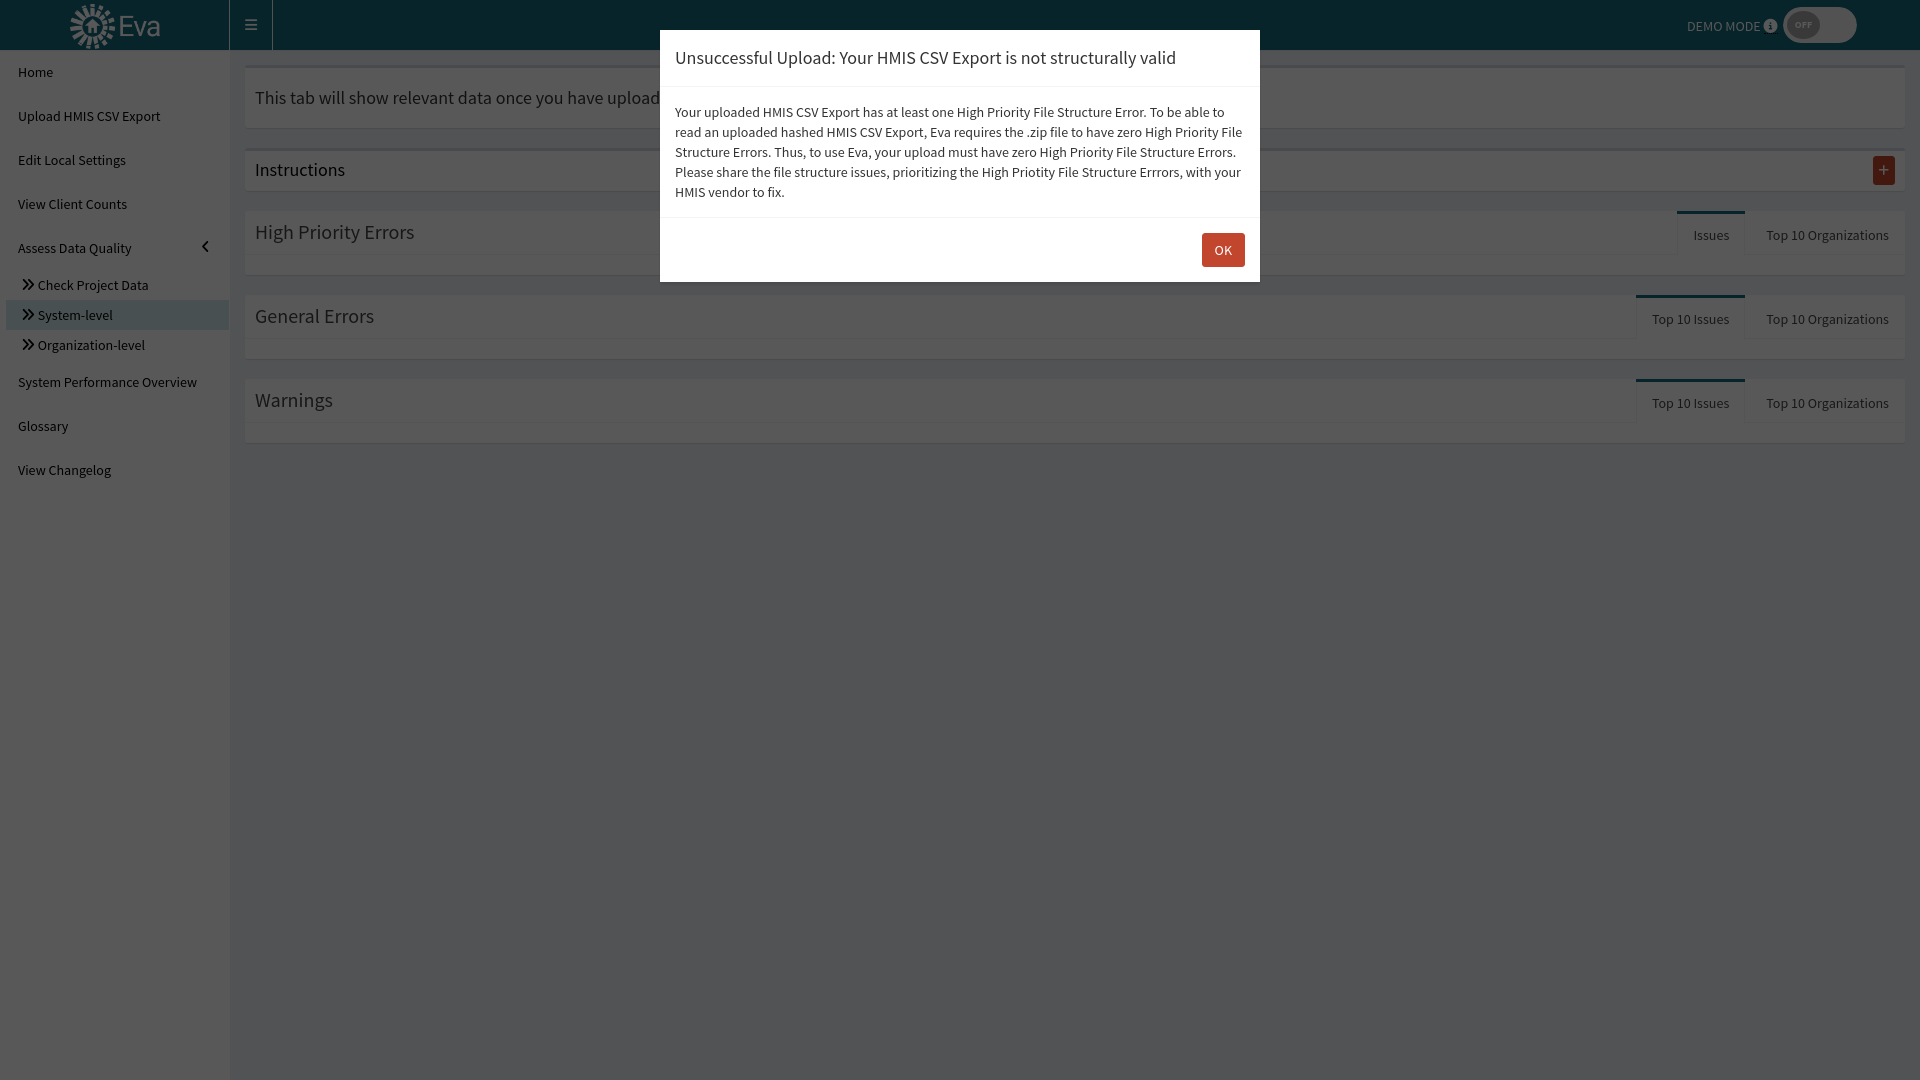 Eva
DEMO MODE
OFF
Home
Upload HMIS CSV Export
Edit Local Settings
View Client Counts
Assess Data Quality
Check Project Data
System-level
Organization-level
System Performance Overview
Glossary
View Changelog
Unsuccessful Upload: Your HMIS CSV Export is not structurally valid
Your uploaded HMIS CSV Export has at least one High Priority File Structure Error. To be able to
read an uploaded hashed HMIS CSV Export, Eva requires the .zip file to have zero High Priority File
Structure Errors. Thus, to use Eva, your upload must have zero High Priority File Structure Errors.
Please share the file structure issues, prioritizing the High Priotity File Structure Errrors, with your
HMIS vendor to fix.
OK
This tab will show relevant data once you have upload
Instructions
+
High Priority Errors
Issues
Top 10 Organizations
General Errors
Top 10 Issues
Top 10 Organizations
Warnings
Top 10 Issues
Top 10 Organizations